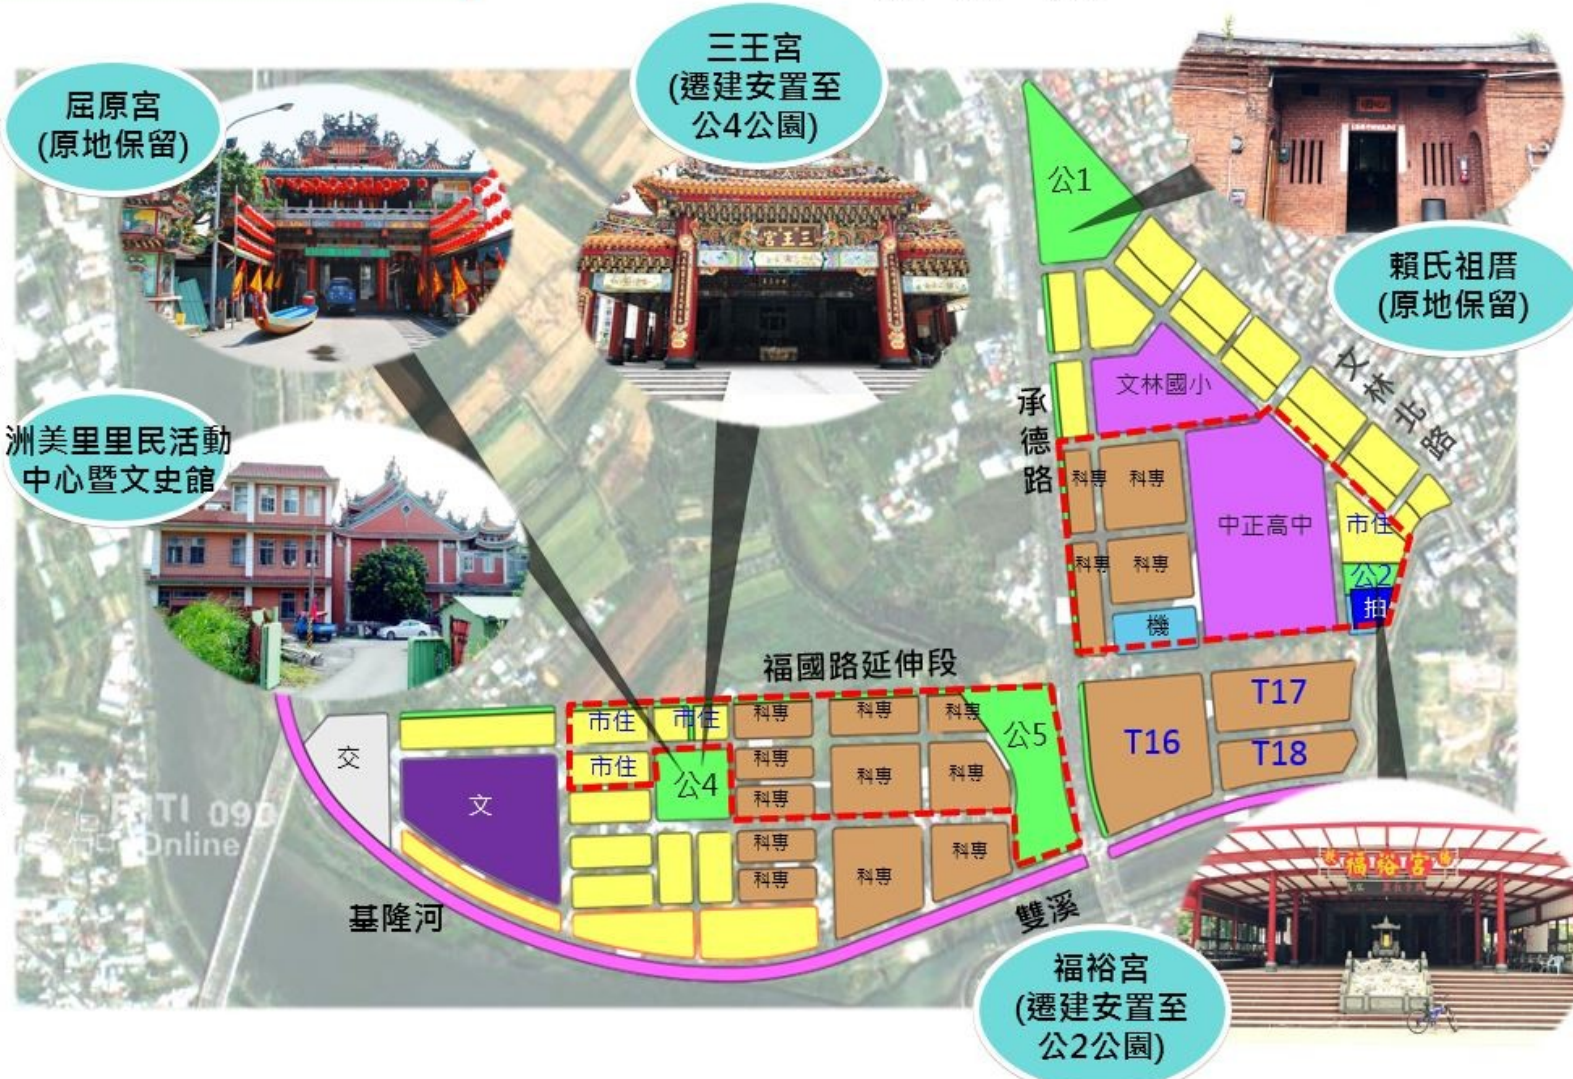 三王宮
(遷建安置至
公4公園)
屈原宮
(原地保留)
三王宮
公1
賴氏祖厝
(原地保留)
洲美里里民活動
中心暨文史館
承德路
文林國小
文林北路
科專
科專
中正高中
市住
科專
科專
公2
拍
機
福國路延伸段
市住
市住
科專
科專
科專
公5
T16
T17
T18
交
文
市住
公4
科專
科專
科專
科專
科專
科專
科專
科專
科專
基隆河
雙溪
Online
福裕宮
福裕宮
(遷建安置至
公2公園)